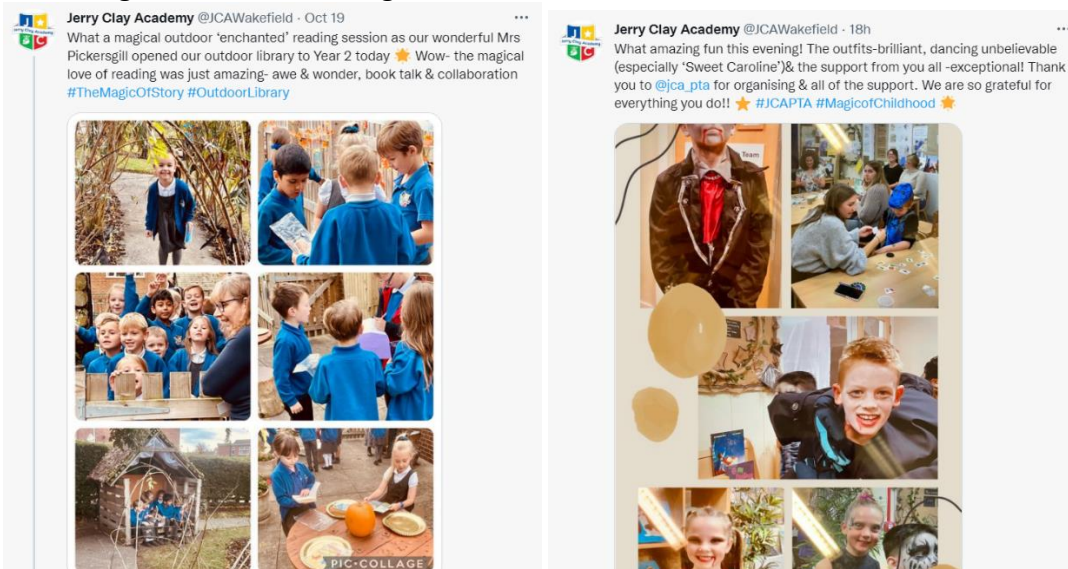 Jerry Clay Academy @JCAWakefield · Oct 19
What a magical outdoor 'enchanted' reading session as our wonderful Mrs
Pickersgill opened our outdoor library to Year 2 today 🌟 Wow- the magical
love of reading was just amazing- awe & wonder, book talk & collaboration
#TheMagicOfStory #OutdoorLibrary
PIC•COLLAGE
Jerry Clay Academy @JCAWakefield · 18h
What amazing fun this evening! The outfits-brilliant, dancing unbelievable
(especially 'Sweet Caroline')& the support from you all -exceptional! Thank
you to @jca_pta for organising & all of the support. We are so grateful for
everything you do!! ⭐ #JCAPTA #MagicofChildhood 🌟
Team